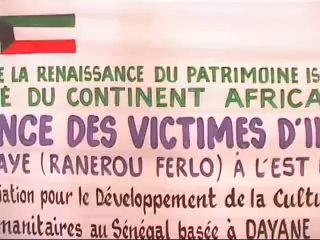 E LA RENAISSANCE DU PATRIMOINE IS
É DU CONTINENT AFRICA
NCE DES VICTIMES D'I
AYE (RANEROU FERLO) À L'EST
iation pour le Développement de la Cultu
manitaires au Sénégal basée à DAYANE